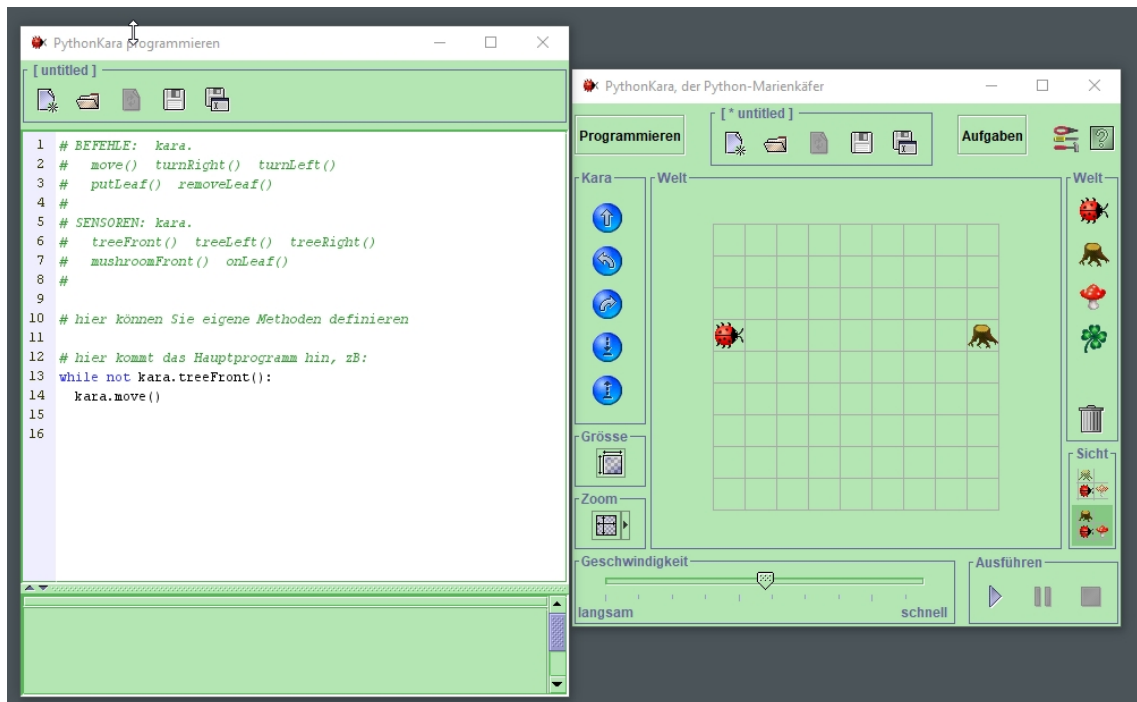 PythonKara programmieren
[ untitled ]
1 # BEFEHLE:  kara.
2 #   move()  turnRight()  turnLeft()
3 #   putLeaf()  removeLeaf()
4 #
5 # SENSOREN: kara.
6 #   treeFront()  treeLeft()  treeRight()
7 #   mushroomFront()  onLeaf()
8 #
9
10 # hier können Sie eigene Methoden definieren
11
12 # hier kommt das Hauptprogramm hin, zB:
13 while not kara.treeFront():
14   kara.move()
15
16
PythonKara, der Python-Marienkäfer
Programmieren
[ * untitled ]
Aufgaben
Kara
Welt
Welt
Grösse
Zoom
Sicht
Geschwindigkeit
langsam
schnell
Ausführen